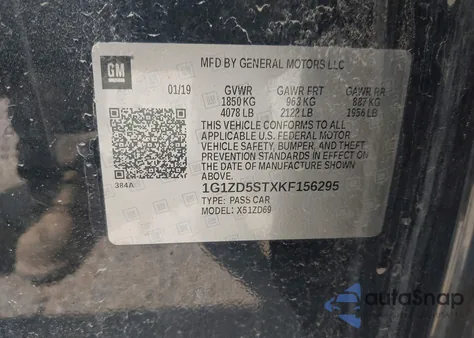 GM
MFD BY GENERAL MOTORS LLC
01/19 GVWR GAWR FRT GAWR RR
1850 KG 963 KG 887 KG
4078 LB 2122 LB 1956 LB
THIS VEHICLE CONFORMS TO ALL
APPLICABLE U.S. FEDERAL MOTOR
VEHICLE SAFETY, BUMPER, AND THEFT
PREVENTION STANDARDS IN EFFECT ON
THE DATE OF MANUFACTURE SHOWN
ABOVE.
384A
1G1ZD5STXKF156295
TYPE: PASS CAR
MODEL: X51ZD69
autoSnap